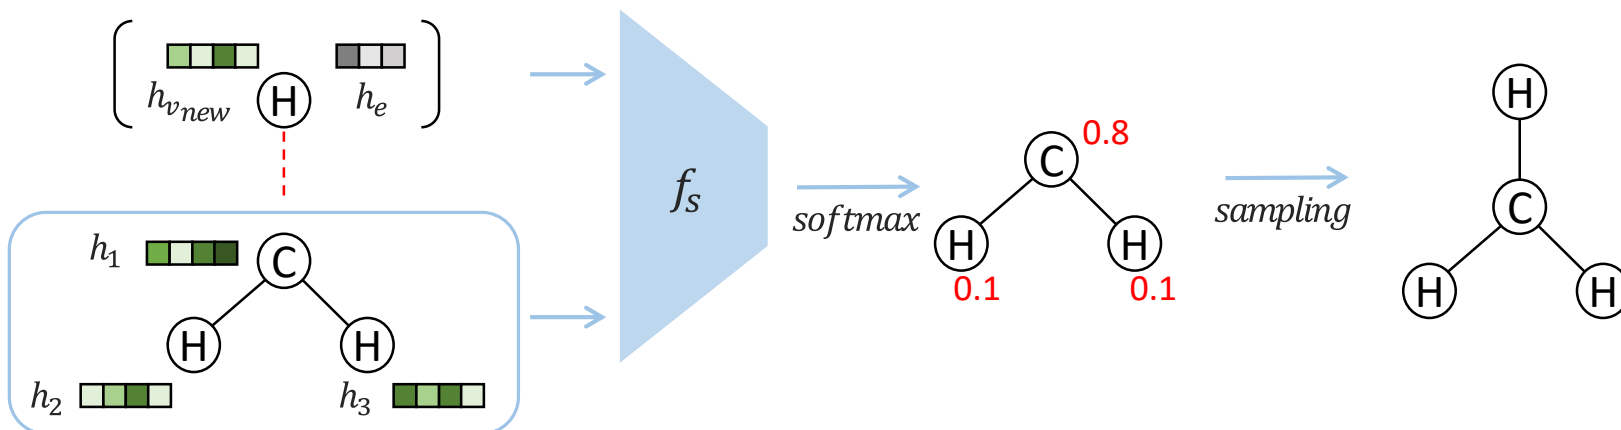 h_{v_{new}} H h_e
h_1 C
H H
h_2 h_3
f_s
softmax
C 0.8
H H
0.1 0.1
sampling
H
C
H H